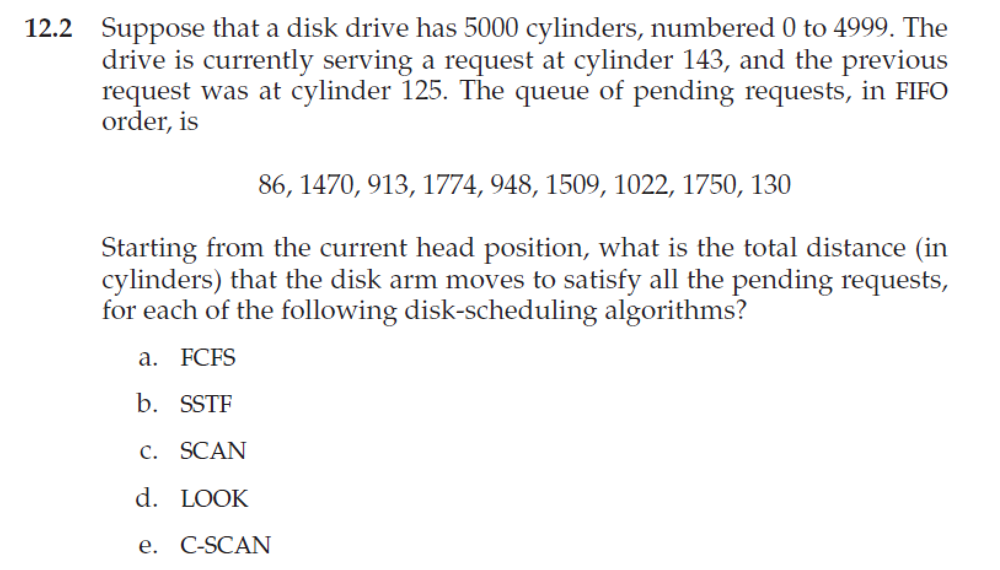 12.2 Suppose that a disk drive has 5000 cylinders, numbered 0 to 4999. The
drive is currently serving a request at cylinder 143, and the previous
request was at cylinder 125. The queue of pending requests, in FIFO
order, is
86, 1470, 913, 1774, 948, 1509, 1022, 1750, 130
Starting from the current head position, what is the total distance (in
cylinders) that the disk arm moves to satisfy all the pending requests,
for each of the following disk-scheduling algorithms?
a. FCFS
b. SSTF
c. SCAN
d. LOOK
e. C-SCAN